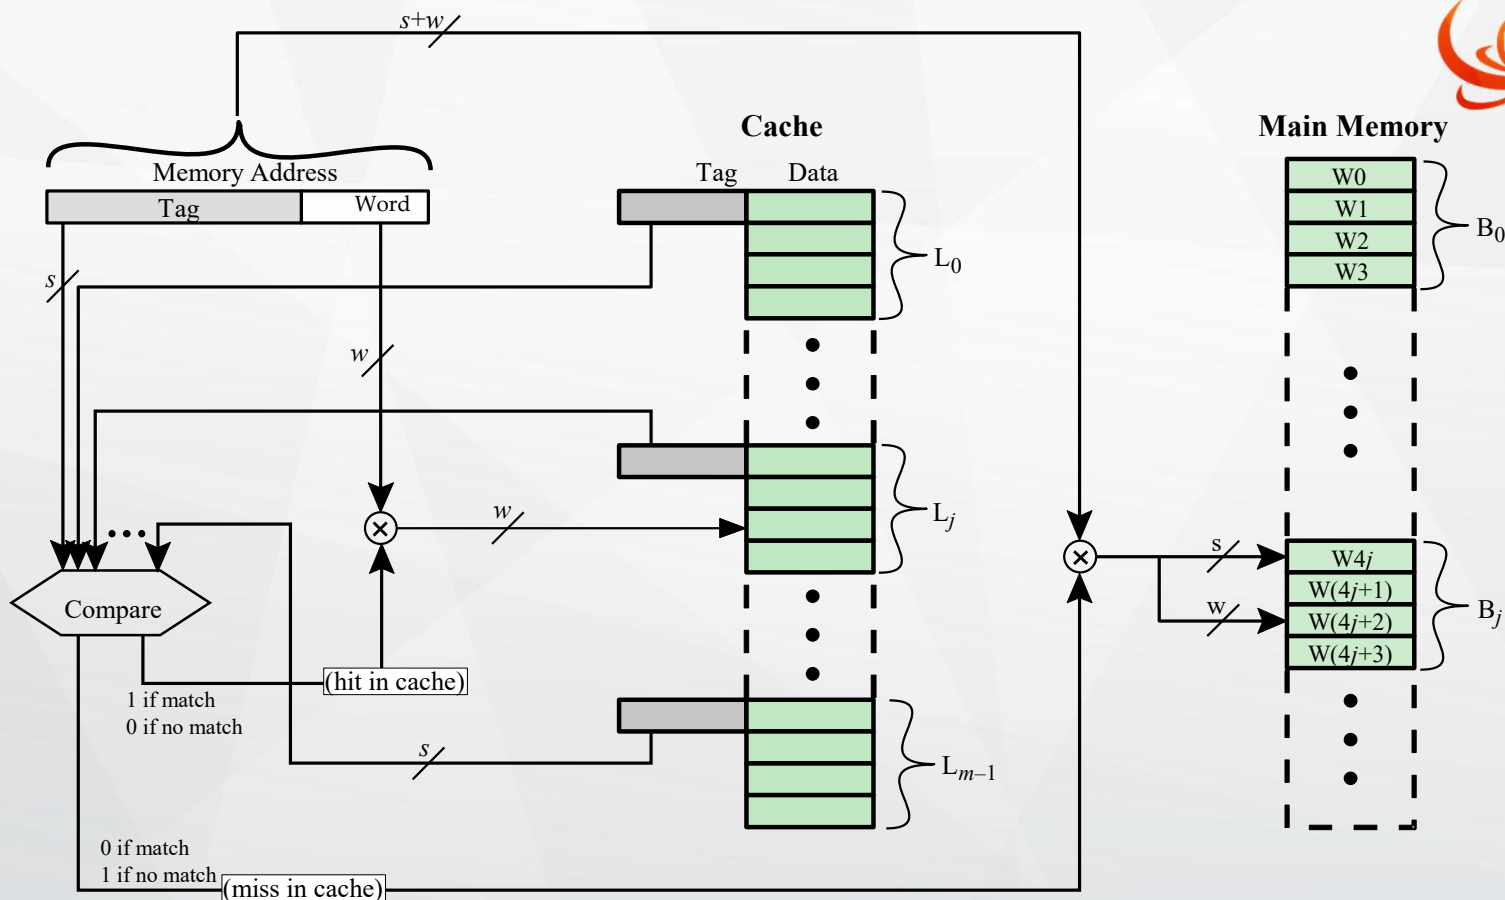 s+w
Cache
Main Memory
Memory Address
Tag Data
Tag Word
W0
W1
W2
W3
B0
L0
s
w
w
Lj
s
w
W4j
W(4j+1)
W(4j+2)
W(4j+3)
Bj
Compare
(hit in cache)
1 if match
0 if no match
s
Lm–1
0 if match
1 if no match
(miss in cache)